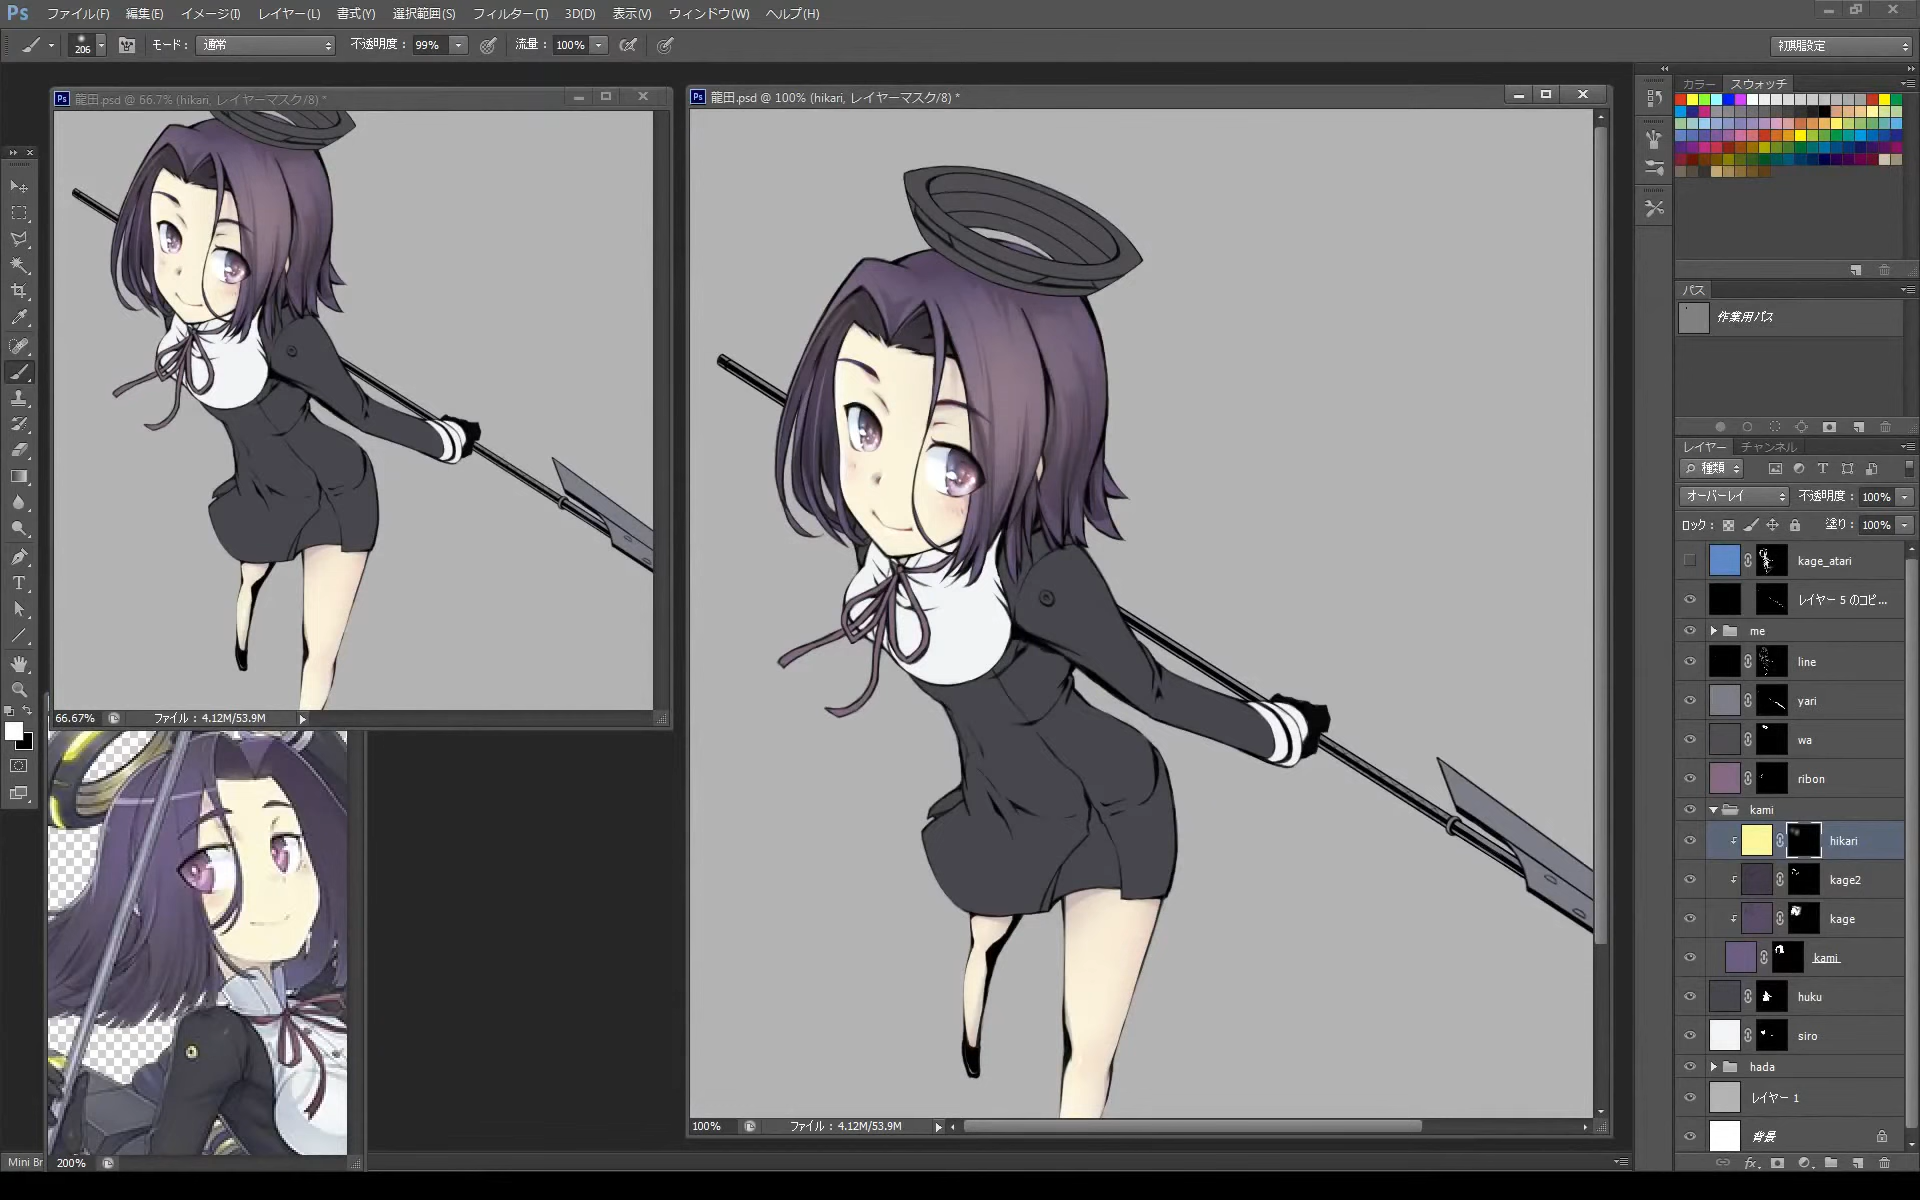 Ps ファイル(F) 編集(E) イメージ(I) レイヤー(L) 書式(Y) 選択範囲(S) フィルター(T) 3D(D) 表示(V) ウィンドウ(W) ヘルプ(H)
206 モード: 通常 不透明度: 99% 流量: 100% 初期設定
Ps 龍田.psd @ 66.7% (hikari, レイヤーマスク/8) *
66.67% ファイル : 4.12M/53.9M
Ps 龍田.psd @ 100% (hikari, レイヤーマスク/8) *
100% ファイル : 4.12M/53.9M
Mini Br
200%
カラー スウォッチ
パス
作業用パス
レイヤー チャンネル
種類
オーバーレイ 不透明度: 100%
ロック: 塗り: 100%
kage_atari
レイヤー 5 のコピ...
me
line
yari
wa
ribon
kami
hikari
kage2
kage
kami
huku
siro
hada
レイヤー 1
背景